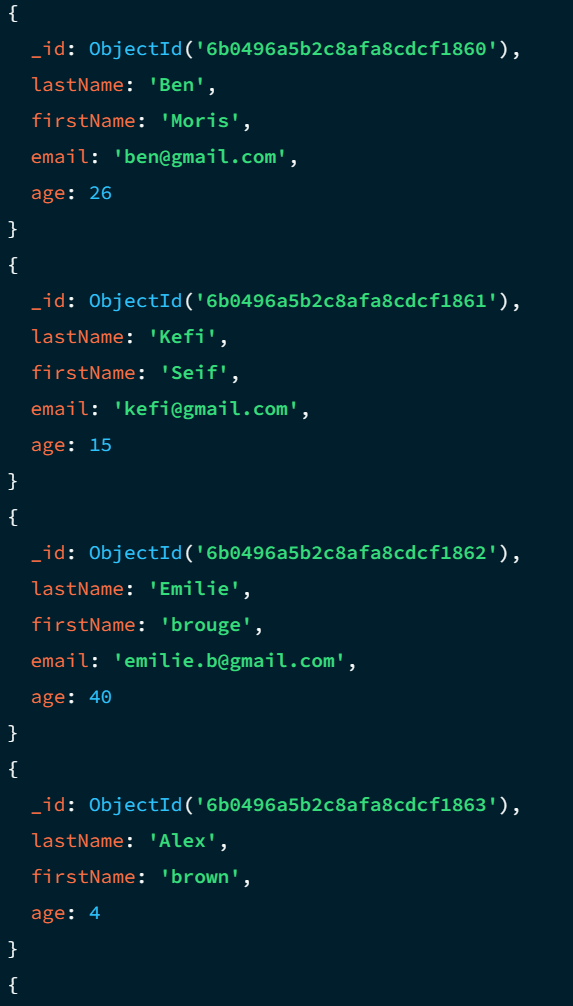 {
_id: ObjectId('6b0496a5b2c8afa8cdcf1860'),
lastName: 'Ben',
firstName: 'Moris',
email: 'ben@gmail.com',
age: 26
}
{
_id: ObjectId('6b0496a5b2c8afa8cdcf1861'),
lastName: 'Kefi',
firstName: 'Seif',
email: 'kefi@gmail.com',
age: 15
}
{
_id: ObjectId('6b0496a5b2c8afa8cdcf1862'),
lastName: 'Emilie',
firstName: 'brouge',
email: 'emilie.b@gmail.com',
age: 40
}
{
_id: ObjectId('6b0496a5b2c8afa8cdcf1863'),
lastName: 'Alex',
firstName: 'brown',
age: 4
}
{